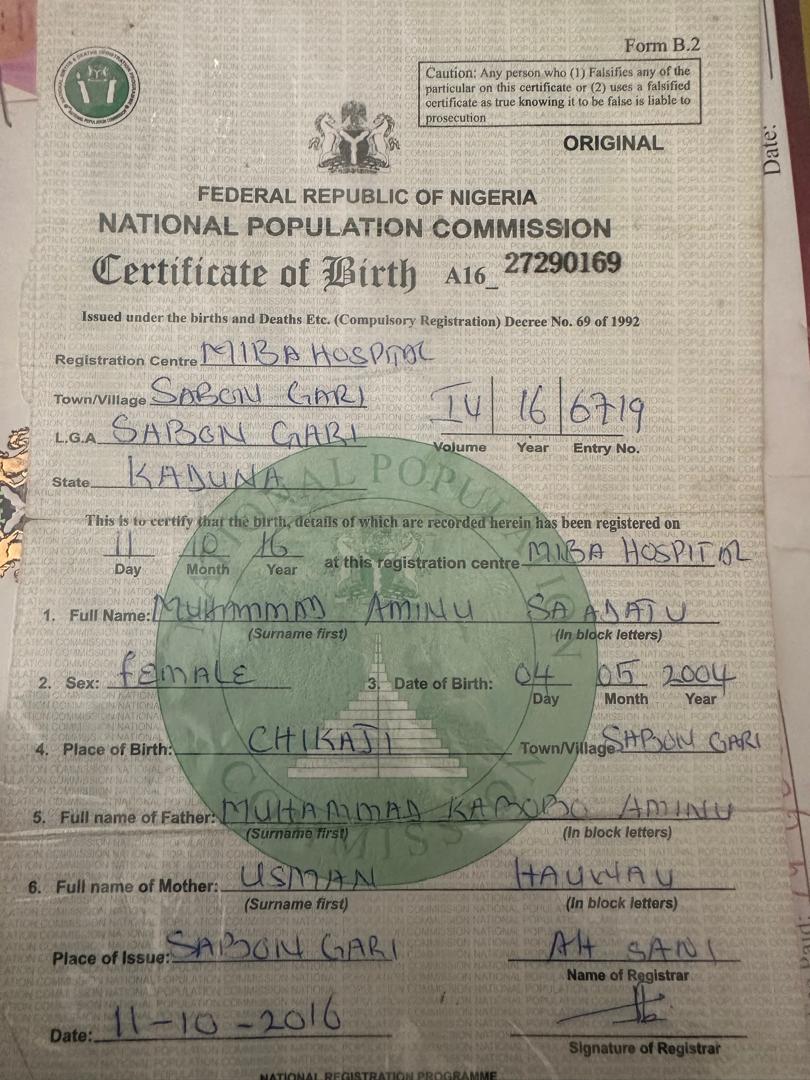 Form B.2
Caution: Any person who (1) Falsifies any of the
particular on this certificate or (2) uses a falsified
certificate as true knowing it to be false is liable to
prosecution
ORIGINAL
Date:
FEDERAL REPUBLIC OF NIGERIA
NATIONAL POPULATION COMMISSION
Certificate of Birth A16_ 27290169
Issued under the births and Deaths Etc. (Compulsory Registration) Decree No. 69 of 1992
Registration Centre MIBA HOSPITAL
Town/Village SABON GARI
L.G.A SABON GARI
IV 16 6719
Volume Year Entry No.
State KADUNA
This is to certify that the birth, details of which are recorded herein has been registered on
11 10 16 at this registration centre MIBA HOSPITAL
Day Month Year
1. Full Name: MUHAMMAD AMINU SAADATU
(Surname first) (In block letters)
2. Sex: female 3. Date of Birth: 04 05 2004
Day Month Year
4. Place of Birth: CHIKAJI Town/Village SABON GARI
5. Full name of Father: MUHAMMAD KABOBO AMINU
(Surname first) (In block letters)
6. Full name of Mother: USMAN HAUWAU
(Surname first) (In block letters)
Place of Issue: SABON GARI AH SANI
Name of Registrar
Date: 11-10-2016
Signature of Registrar
NATIONAL REGISTRATION PROGRAMME
NATIONAL POPULATION COMMISSION